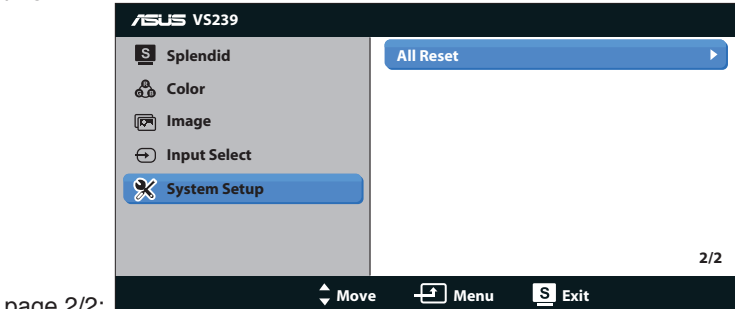 ASUS VS239
S Splendid
Color
Image
Input Select
System Setup
All Reset
2/2
Move Menu S Exit
page 2/2: